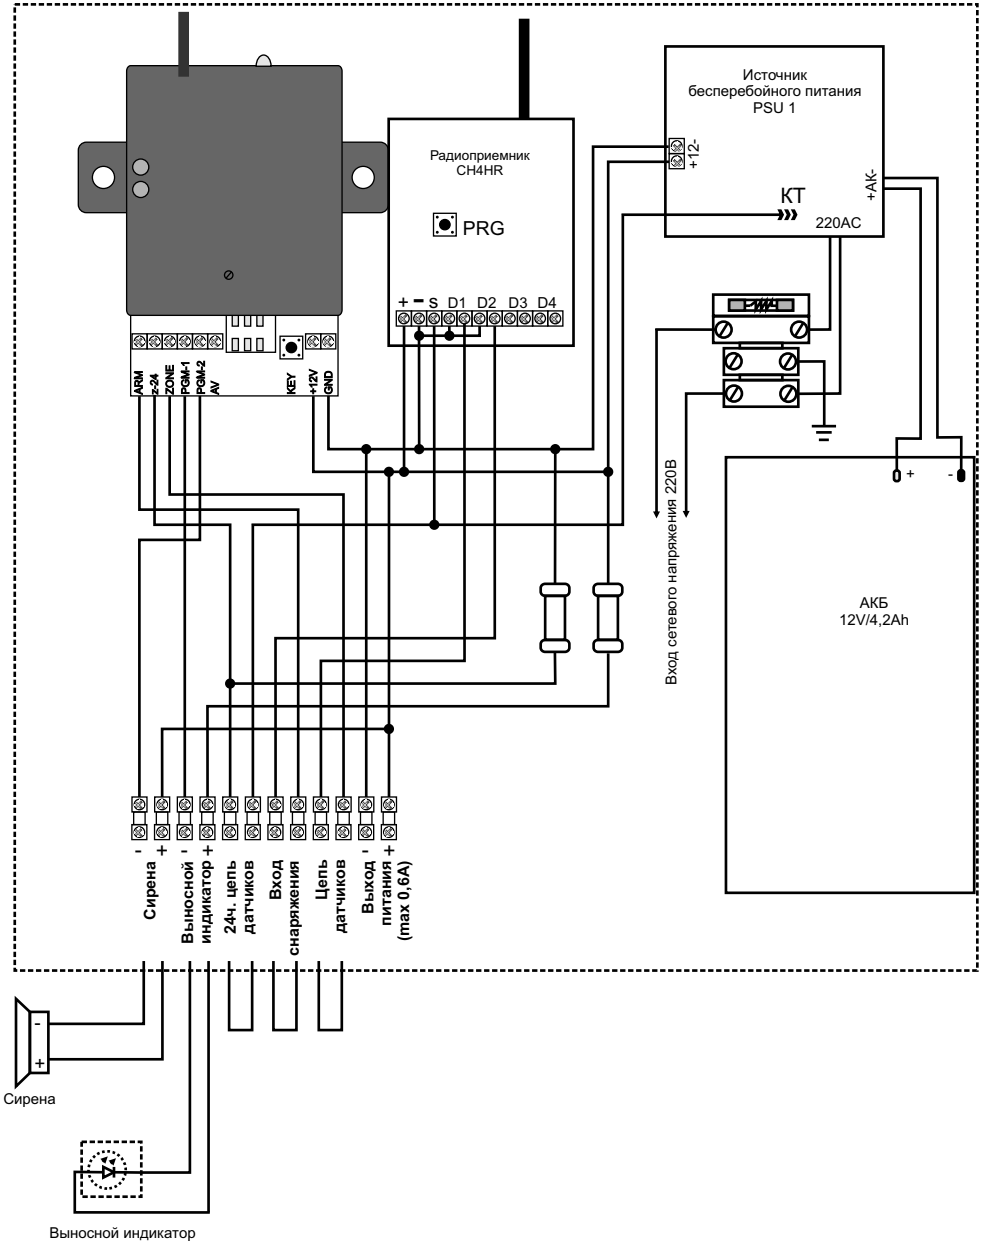 Источник
бесперебойного питания
PSU 1
Радиоприемник
CH4HR
PRG
+12-
+АК-
КТ
220АС
+ − S D1 D2 D3 D4
ARM
z-24
ZONE
PGM-1
PGM-2
AV
KEY
+12V
GND
+ -
Вход сетевого напряжения 220В
АКБ
12V/4,2Ah
- +
Сирена
- +
Выносной
индикатор
24ч. цепь
датчиков
Вход
снаряжения
Цепь
датчиков
- +
Выход
питания
(max 0,6A)
-
+
Сирена
Выносной индикатор